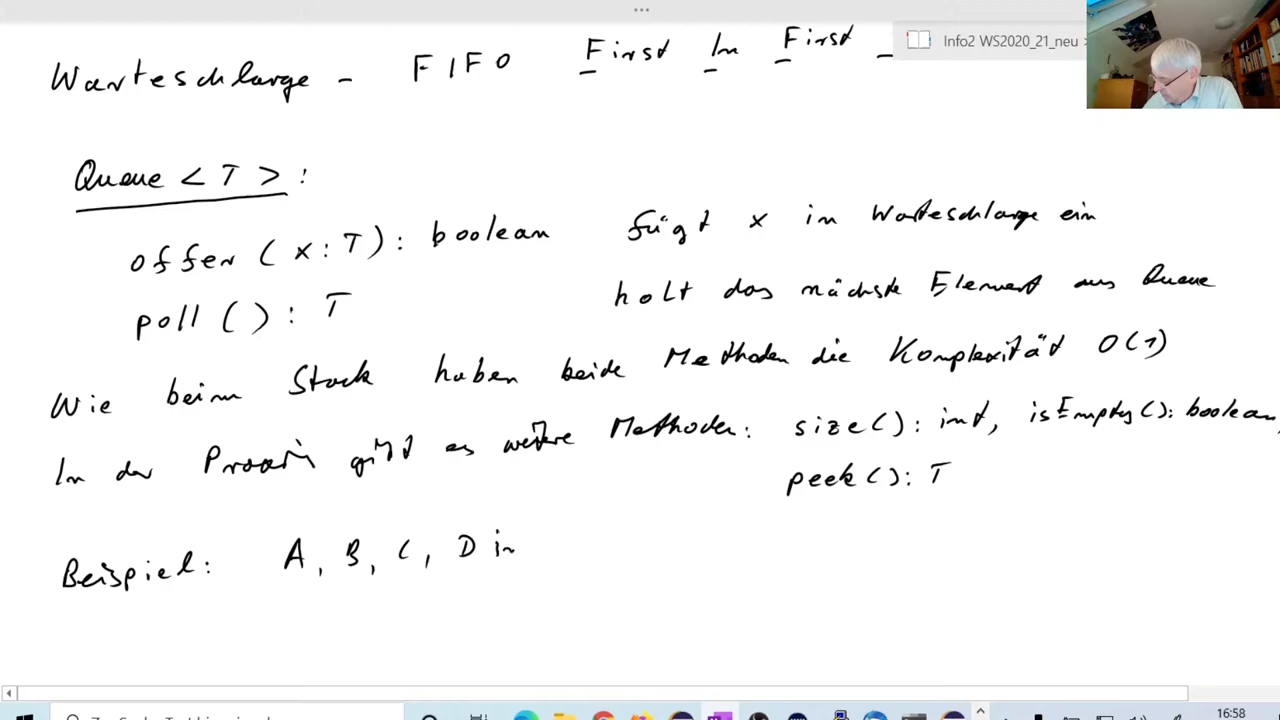 Info2 WS2020_21_neu >
Warteschlange - FIFO First In First
Queue < T > :
offer ( x : T ) : boolean fügt x in Warteschlange ein
poll ( ) : T holt das nächste Element aus Queue
Wie beim Stack haben beide Methoden die Komplexität O(1)
In der Praxis gibt es weitere Methoden: size() : int, isEmpty() : boolean,
peek () : T
Beispiel: A, B, C, D in
16:58